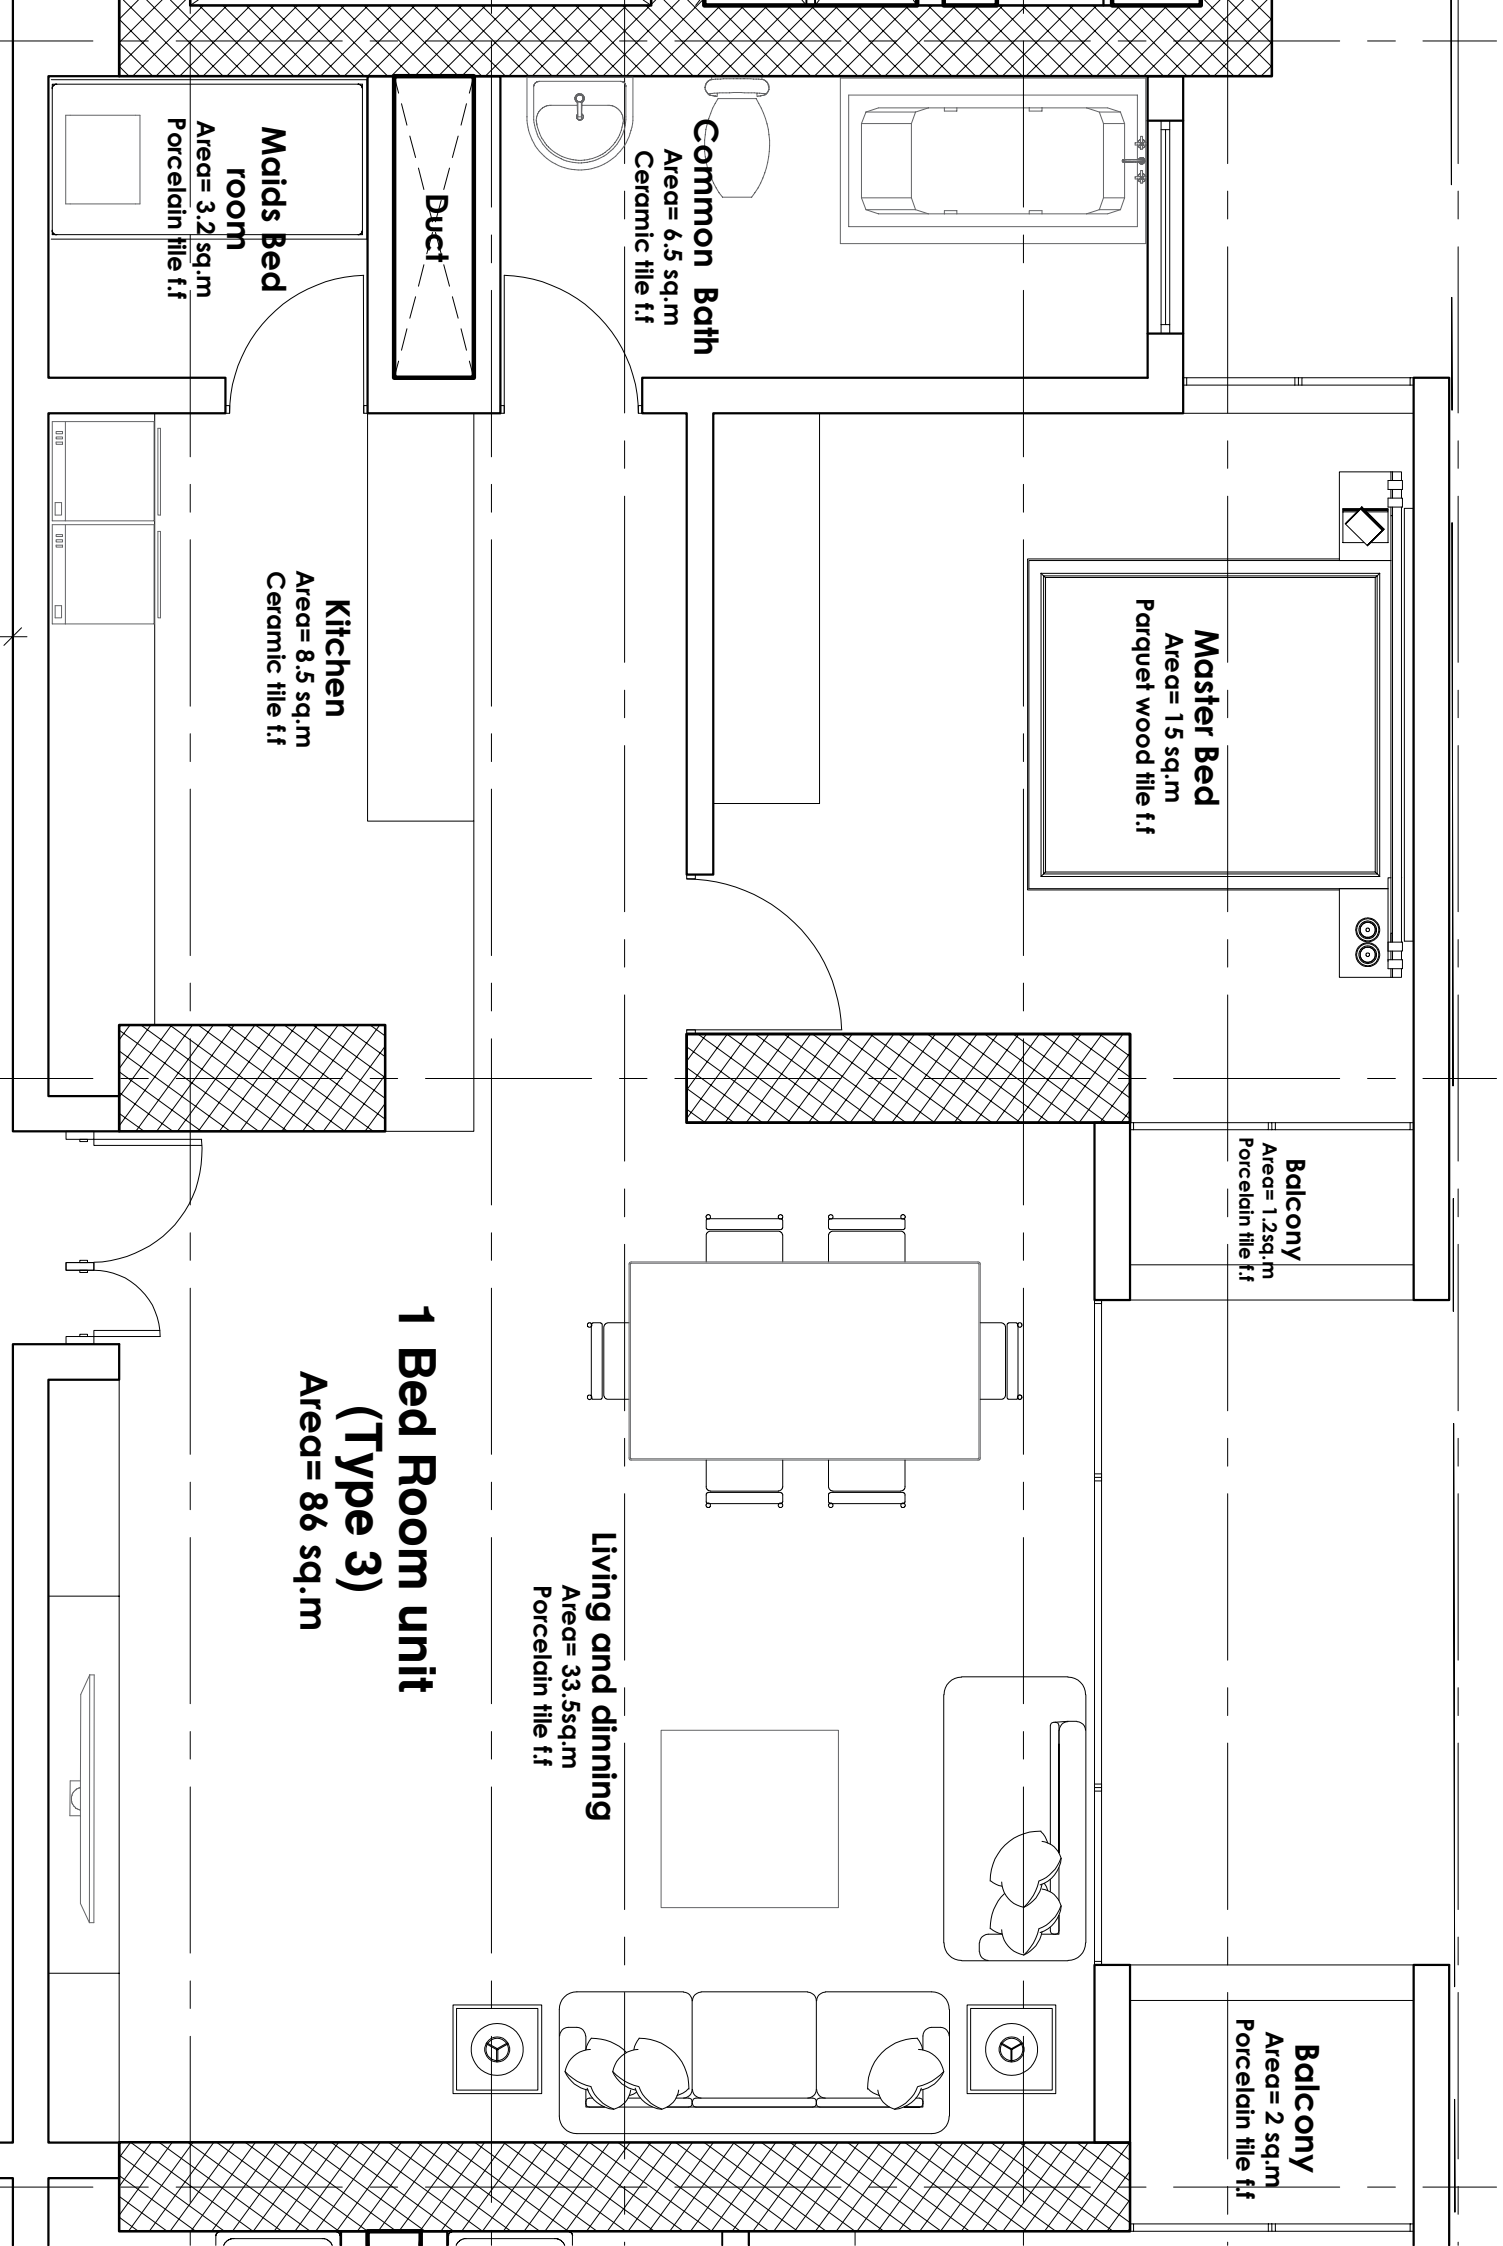 Maids Bed
room
Area= 3.2 sq.m
Porcelain tile f.f
Duct
Common Bath
Area= 6.5 sq.m
Ceramic tile f.f
Kitchen
Area= 8.5 sq.m
Ceramic tile f.f
Master Bed
Area= 15 sq.m
Parquet wood tile f.f
Balcony
Area= 1.2sq.m
Porcelain tile f.f
1 Bed Room unit
(Type 3)
Area= 86 sq.m
Living and dinning
Area= 33.5sq.m
Porcelain tile f.f
Balcony
Area= 2 sq.m
Porcelain tile f.f